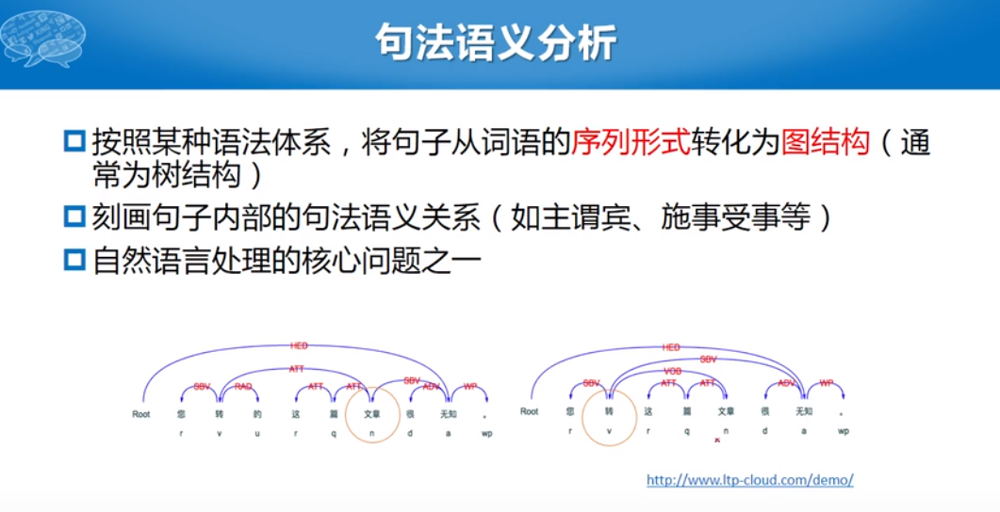 句法语义分析
按照某种语法体系，将句子从词语的序列形式转化为图结构（通
常为树结构）
刻画句子内部的句法语义关系（如主谓宾、施事受事等）
自然语言处理的核心问题之一
HED
ATT
SBV RAD ATT ATT SBV ADV WP
Root 您 转 的 这 篇 文章 很 无知 。
r v u r q n d a wp
HED
SBV
VOB
SBV ATT ATT ADV WP
Root 您 转 这 篇 文章 很 无知 。
r v r q n d a wp
http://www.ltp-cloud.com/demo/